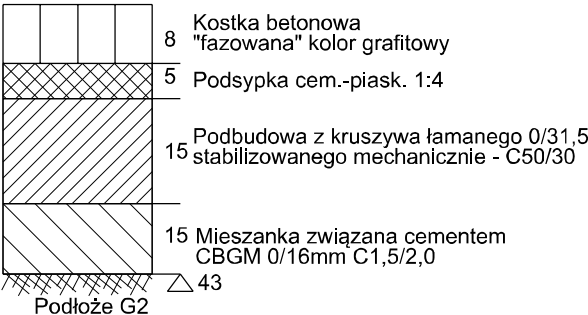 8 Kostka betonowa
"fazowana" kolor grafitowy
5 Podsypka cem.-piask. 1:4
15 Podbudowa z kruszywa łamanego 0/31,5
stabilizowanego mechanicznie - C50/30
15 Mieszanka związana cementem
CBGM 0/16mm C1,5/2,0
43
Podłoże G2